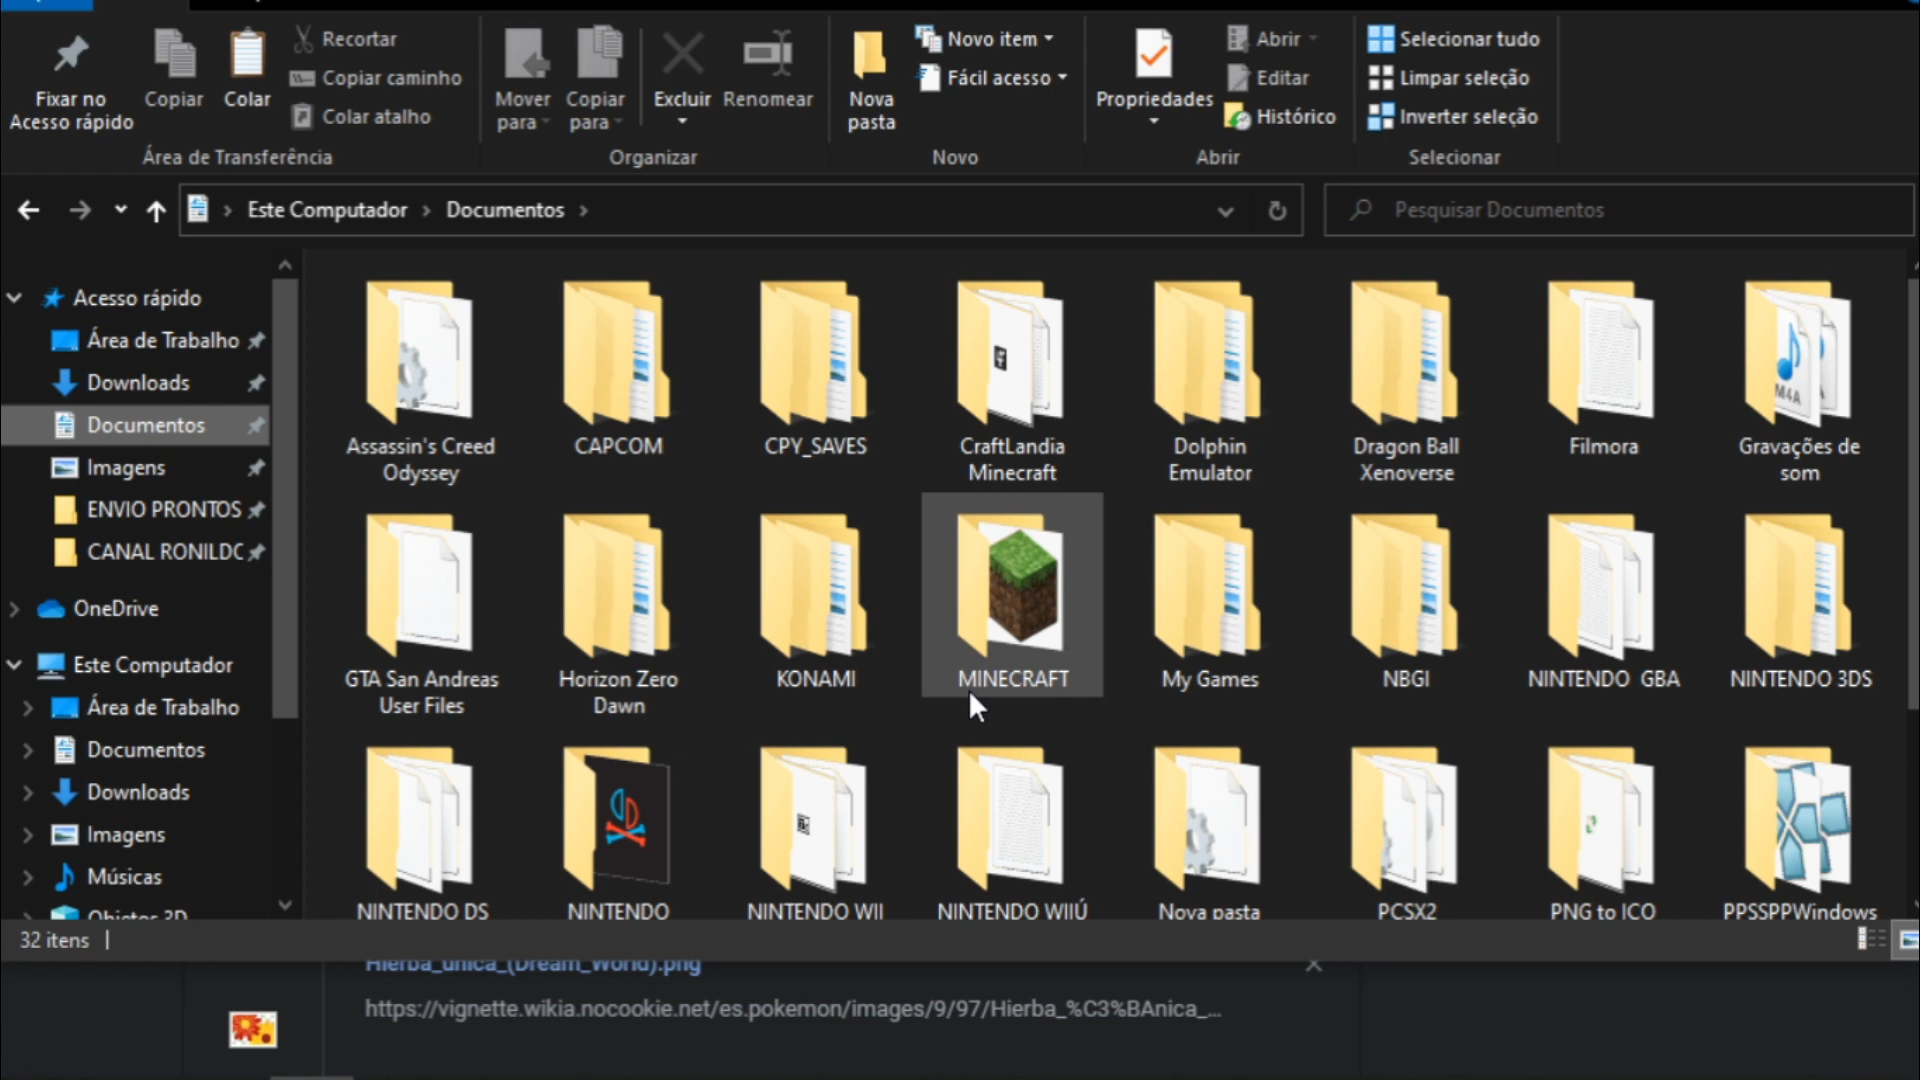 Fixar no
Acesso rápido
Copiar
Colar
Recortar
Copiar caminho
Colar atalho
Área de Transferência
Mover
para
Copiar
para
Excluir
Renomear
Organizar
Nova
pasta
Novo item
Fácil acesso
Novo
Propriedades
Abrir
Editar
Histórico
Abrir
Selecionar tudo
Limpar seleção
Inverter seleção
Selecionar
Este Computador
Documentos
Pesquisar Documentos
Acesso rápido
Área de Trabalho
Downloads
Documentos
Imagens
ENVIO PRONTOS
CANAL RONILDO
OneDrive
Este Computador
Área de Trabalho
Documentos
Downloads
Imagens
Músicas
Objetos 3D
Assassin's Creed
Odyssey
CAPCOM
CPY_SAVES
CraftLandia
Minecraft
Dolphin
Emulator
Dragon Ball
Xenoverse
Filmora
M4A
Gravações de
som
GTA San Andreas
User Files
Horizon Zero
Dawn
KONAMI
MINECRAFT
My Games
NBGI
NINTENDO GBA
NINTENDO 3DS
NINTENDO DS
NINTENDO
NINTENDO WII
NINTENDO WIIÚ
Nova pasta
PCSX2
PNG to ICO
PPSSPPWindows
32 itens
Hierba_única_(Dream_World).png
https://vignette.wikia.nocookie.net/es.pokemon/images/9/97/Hierba_%C3%BAnica_...